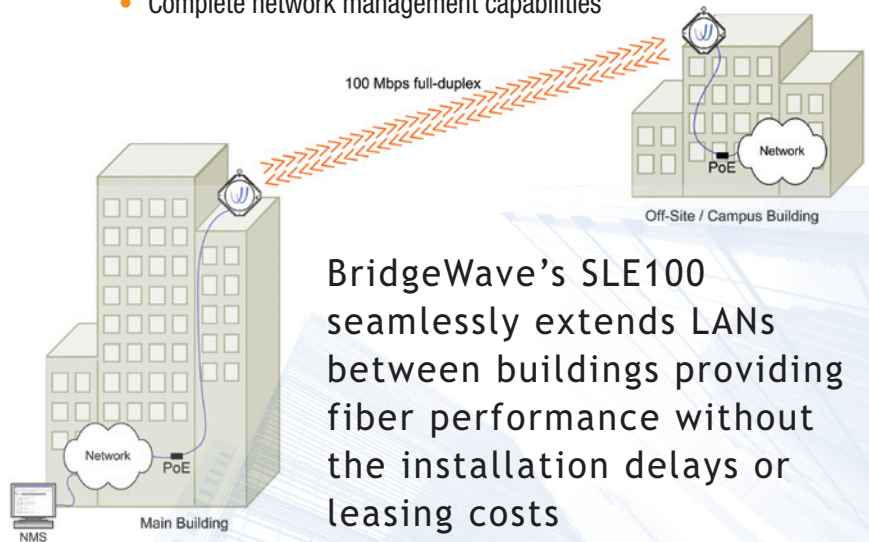 • Complete network management capabilities
100 Mbps full-duplex
PoE
Network
Off-Site / Campus Building
BridgeWave’s SLE100
seamlessly extends LANs
between buildings providing
fiber performance without
the installation delays or
leasing costs
Network
PoE
Main Building
NMS